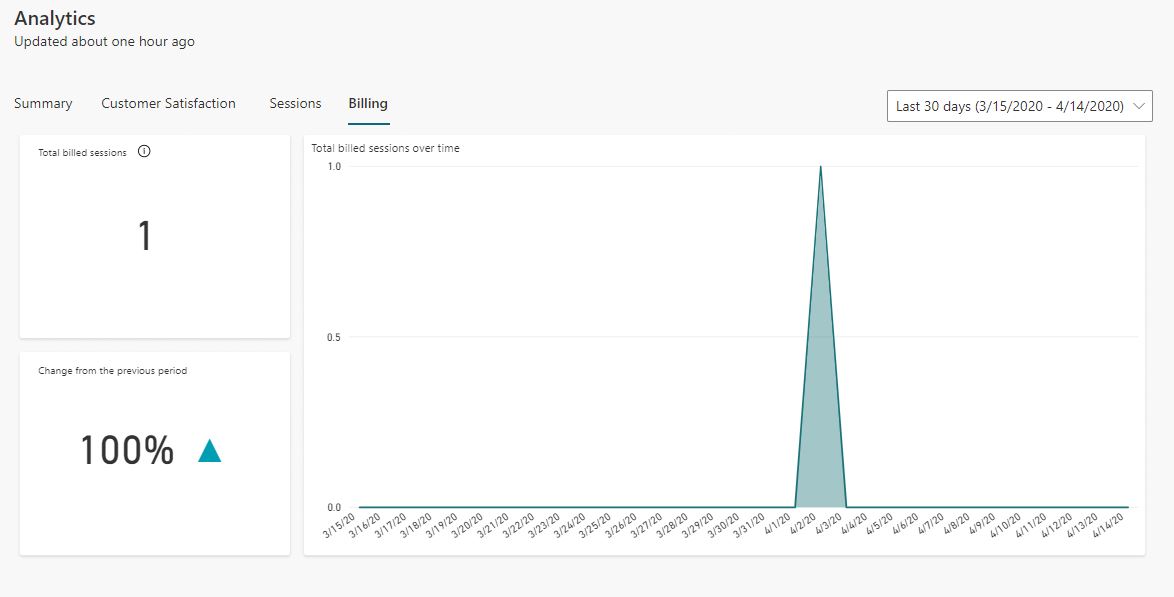 Analytics
Updated about one hour ago
Summary Customer Satisfaction Sessions Billing
Last 30 days (3/15/2020 - 4/14/2020)
Total billed sessions
1
Change from the previous period
100%
Total billed sessions over time
1.0
0.5
0.0
3/15/20 3/16/20 3/17/20 3/18/20 3/19/20 3/20/20 3/21/20 3/22/20 3/23/20 3/24/20 3/25/20 3/26/20 3/27/20 3/28/20 3/29/20 3/30/20 3/31/20 4/1/20 4/2/20 4/3/20 4/4/20 4/5/20 4/6/20 4/7/20 4/8/20 4/9/20 4/10/20 4/11/20 4/12/20 4/13/20 4/14/20